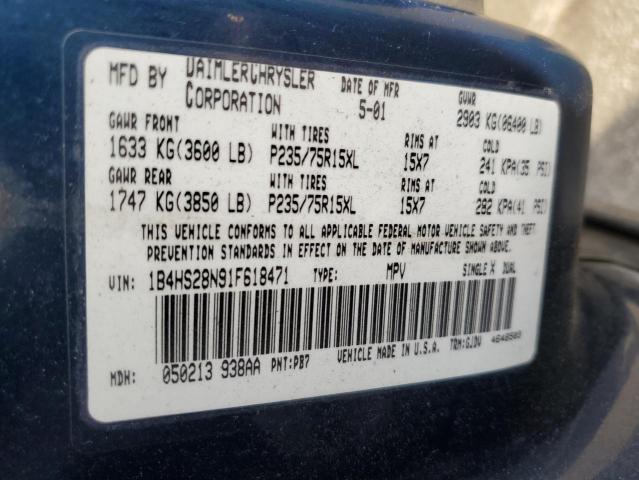 MFD BY DAIMLERCHRYSLER CORPORATION DATE OF MFR 5-01 GVWR 2903 KG(06400 LB)
GAWR FRONT WITH TIRES RIMS AT COLD
1633 KG(3600 LB) P235/75R15XL 15X7 241 KPA(35 PSI)
GAWR REAR WITH TIRES RIMS AT COLD
1747 KG(3850 LB) P235/75R15XL 15X7 282 KPA(41 PSI)
THIS VEHICLE CONFORMS TO ALL APPLICABLE FEDERAL MOTOR VEHICLE SAFETY AND THEFT
PREVENTION STANDARDS IN EFFECT ON THE DATE OF MANUFACTURE SHOWN ABOVE.
VIN: 1B4HS28N91F618471 TYPE: MPV SINGLE X DUAL
MDH: 050213 938AA PNT:PB7 VEHICLE MADE IN U.S.A. TRM:GJDV 4648503